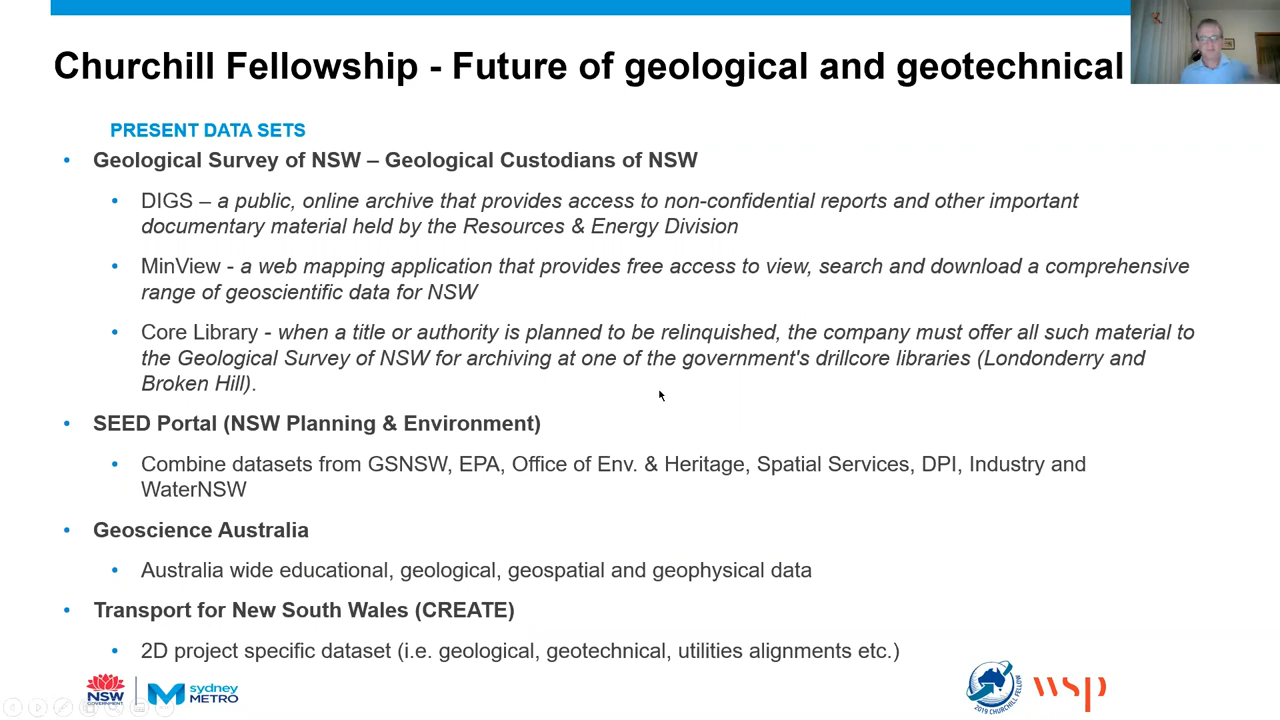 Churchill Fellowship - Future of geological and geotechnical
PRESENT DATA SETS
• Geological Survey of NSW – Geological Custodians of NSW
• DIGS – a public, online archive that provides access to non-confidential reports and other important
documentary material held by the Resources & Energy Division
• MinView - a web mapping application that provides free access to view, search and download a comprehensive
range of geoscientific data for NSW
• Core Library - when a title or authority is planned to be relinquished, the company must offer all such material to
the Geological Survey of NSW for archiving at one of the government's drillcore libraries (Londonderry and
Broken Hill).
• SEED Portal (NSW Planning & Environment)
• Combine datasets from GSNSW, EPA, Office of Env. & Heritage, Spatial Services, DPI, Industry and
WaterNSW
• Geoscience Australia
• Australia wide educational, geological, geospatial and geophysical data
• Transport for New South Wales (CREATE)
• 2D project specific dataset (i.e. geological, geotechnical, utilities alignments etc.)
NSW
GOVERNMENT
sydney
METRO
2019 CHURCHILL FELLOW
wsp